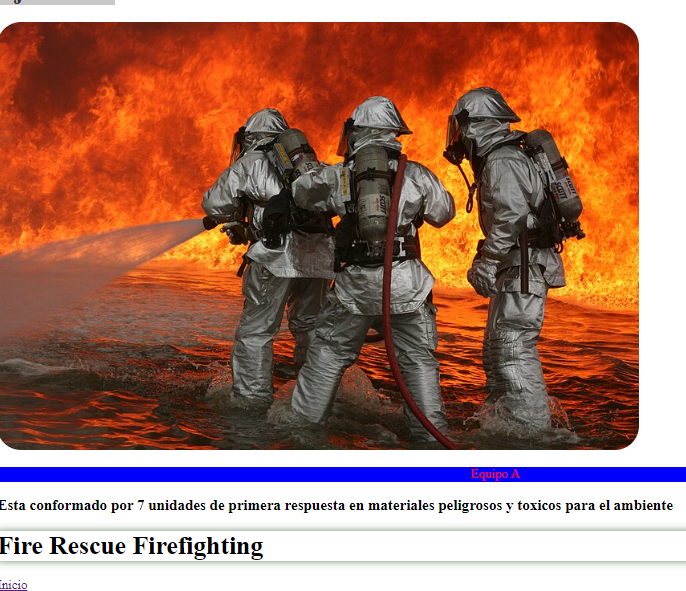 Equipo A
Esta conformado por 7 unidades de primera respuesta en materiales peligrosos y toxicos para el ambiente
Fire Rescue Firefighting
Inicio